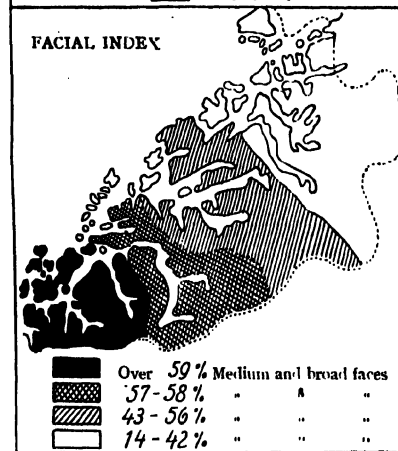 FACIAL INDEX
Over 59% Medium and broad faces
57-58% " " "
43-56% " " "
14-42% " " "